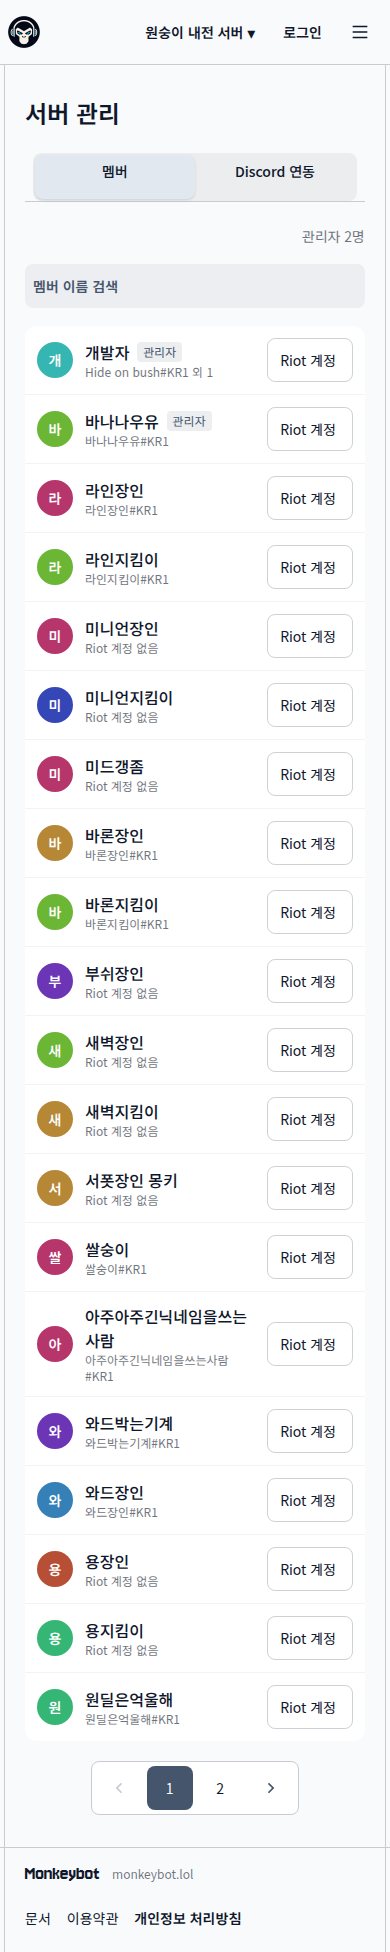 원숭이 내전 서버 ▾ 로그인
서버 관리
멤버 Discord 연동
관리자 2명
멤버 이름 검색
개 개발자 관리자 Riot 계정
Hide on bush#KR1 외 1
바 바나나우유 관리자 Riot 계정
바나나우유#KR1
라 라인장인 Riot 계정
라인장인#KR1
라 라인지킴이 Riot 계정
라인지킴이#KR1
미 미니언장인 Riot 계정
Riot 계정 없음
미 미니언지킴이 Riot 계정
Riot 계정 없음
미 미드갱좀 Riot 계정
Riot 계정 없음
바 바론장인 Riot 계정
바론장인#KR1
바 바론지킴이 Riot 계정
바론지킴이#KR1
부 부쉬장인 Riot 계정
Riot 계정 없음
새 새벽장인 Riot 계정
Riot 계정 없음
새 새벽지킴이 Riot 계정
Riot 계정 없음
서 서폿장인 몽키 Riot 계정
Riot 계정 없음
쌀 쌀숭이 Riot 계정
쌀숭이#KR1
아 아주아주긴닉네임을쓰는 Riot 계정
사람
아주아주긴닉네임을쓰는사람
#KR1
와 와드박는기계 Riot 계정
와드박는기계#KR1
와 와드장인 Riot 계정
와드장인#KR1
용 용장인 Riot 계정
Riot 계정 없음
용 용지킴이 Riot 계정
Riot 계정 없음
원 원딜은억울해 Riot 계정
원딜은억울해#KR1
1 2
Monkeybot monkeybot.lol
문서 이용약관 개인정보 처리방침